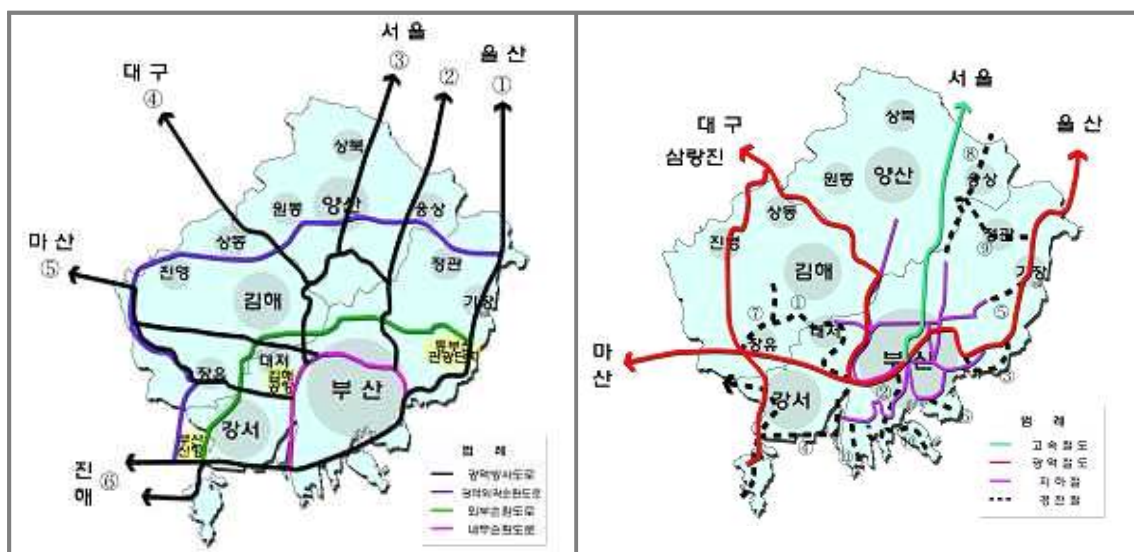 서울
③
②
울산
①
대구
④
상북
원동
양산
웅상
상동
마산
⑤
진영
정관
김해
기장
대저
김해
장유
부산
강서
부산
신항
진해
⑥
범 례
광역방사도로
광역외곽순환도로
외부순환도로
내부순환도로
서울
대구
삼랑진
울산
상북
⑧
원동
양산
웅상
상동
진영
정관
⑨
김해
기장
①
⑤
⑦
대저
장유
부산
마산
③
강서
②
④
범 례
고속철도
광역철도
지하철
경전철